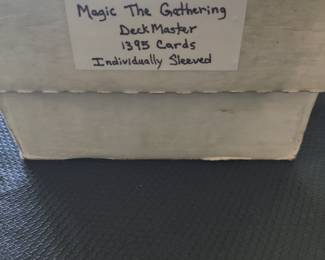 Magic The Gathering
DeckMaster
1395 Cards
Individually Sleeved